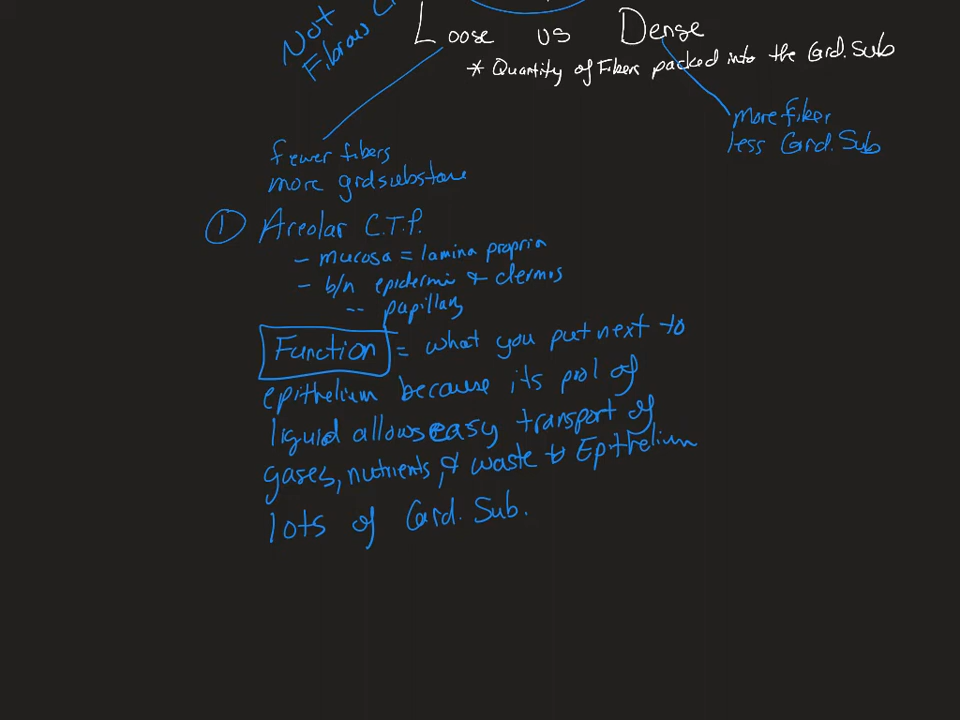 Not
Fibrous
Loose vs Dense
* Quantity of Fibers packed into the Grd. Sub
more fiber
less Grd. Sub
fewer fibers
more grd substance
① Areolar C.T.P.
- mucosa = lamina propria
- b/n epidermis & dermis
-- papillary
Function = what you put next to
epithelium because its pool of
liquid allows easy transport of
gases, nutrients, & waste to Epithelium
lots of Grd. Sub.